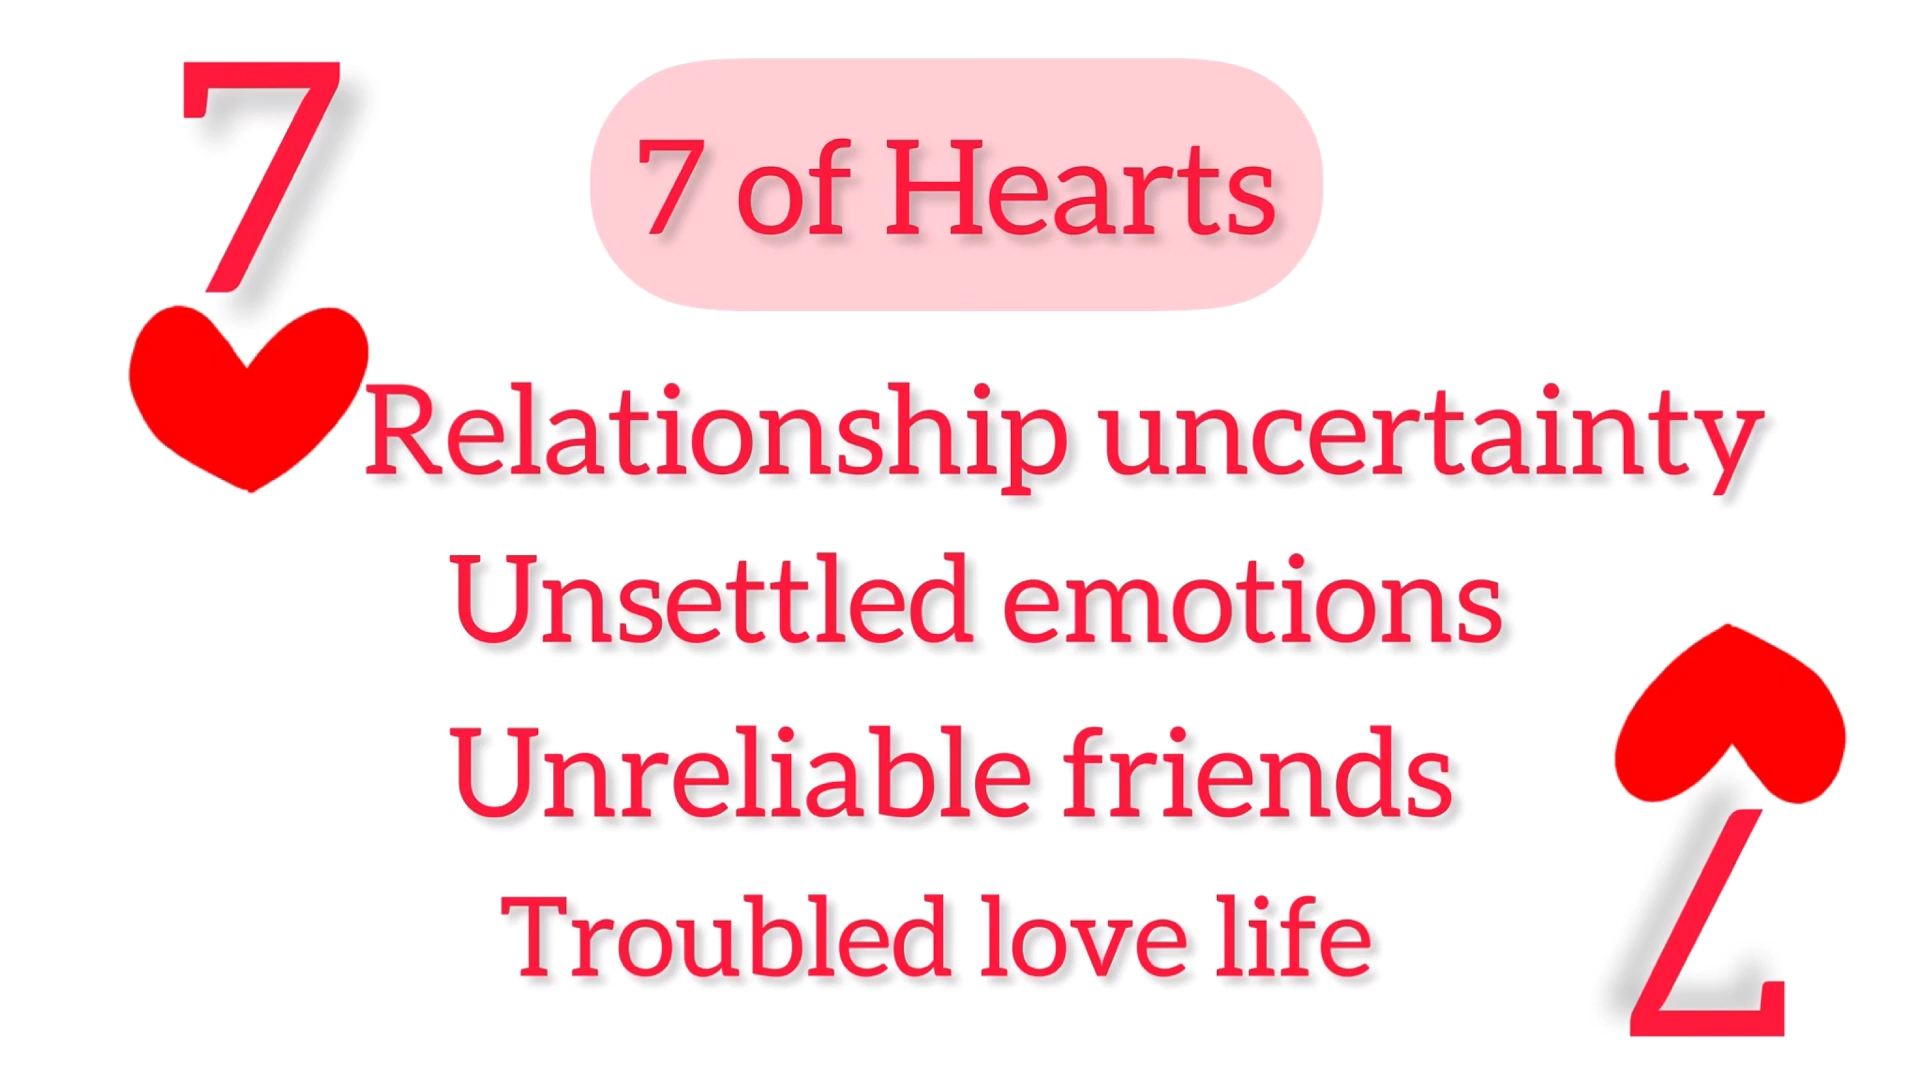 7
7 of Hearts
Relationship uncertainty
Unsettled emotions
Unreliable friends
Troubled love life
7